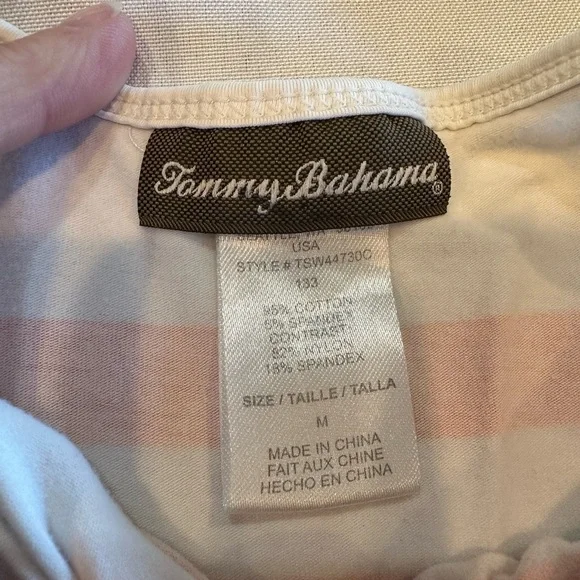 Tommy Bahama®
USA
STYLE # TSW44730C
133
95% COTTON
5% SPANDEX
CONTRAST
82% NYLON
18% SPANDEX
SIZE / TAILLE / TALLA
M
MADE IN CHINA
FAIT AUX CHINE
HECHO EN CHINA